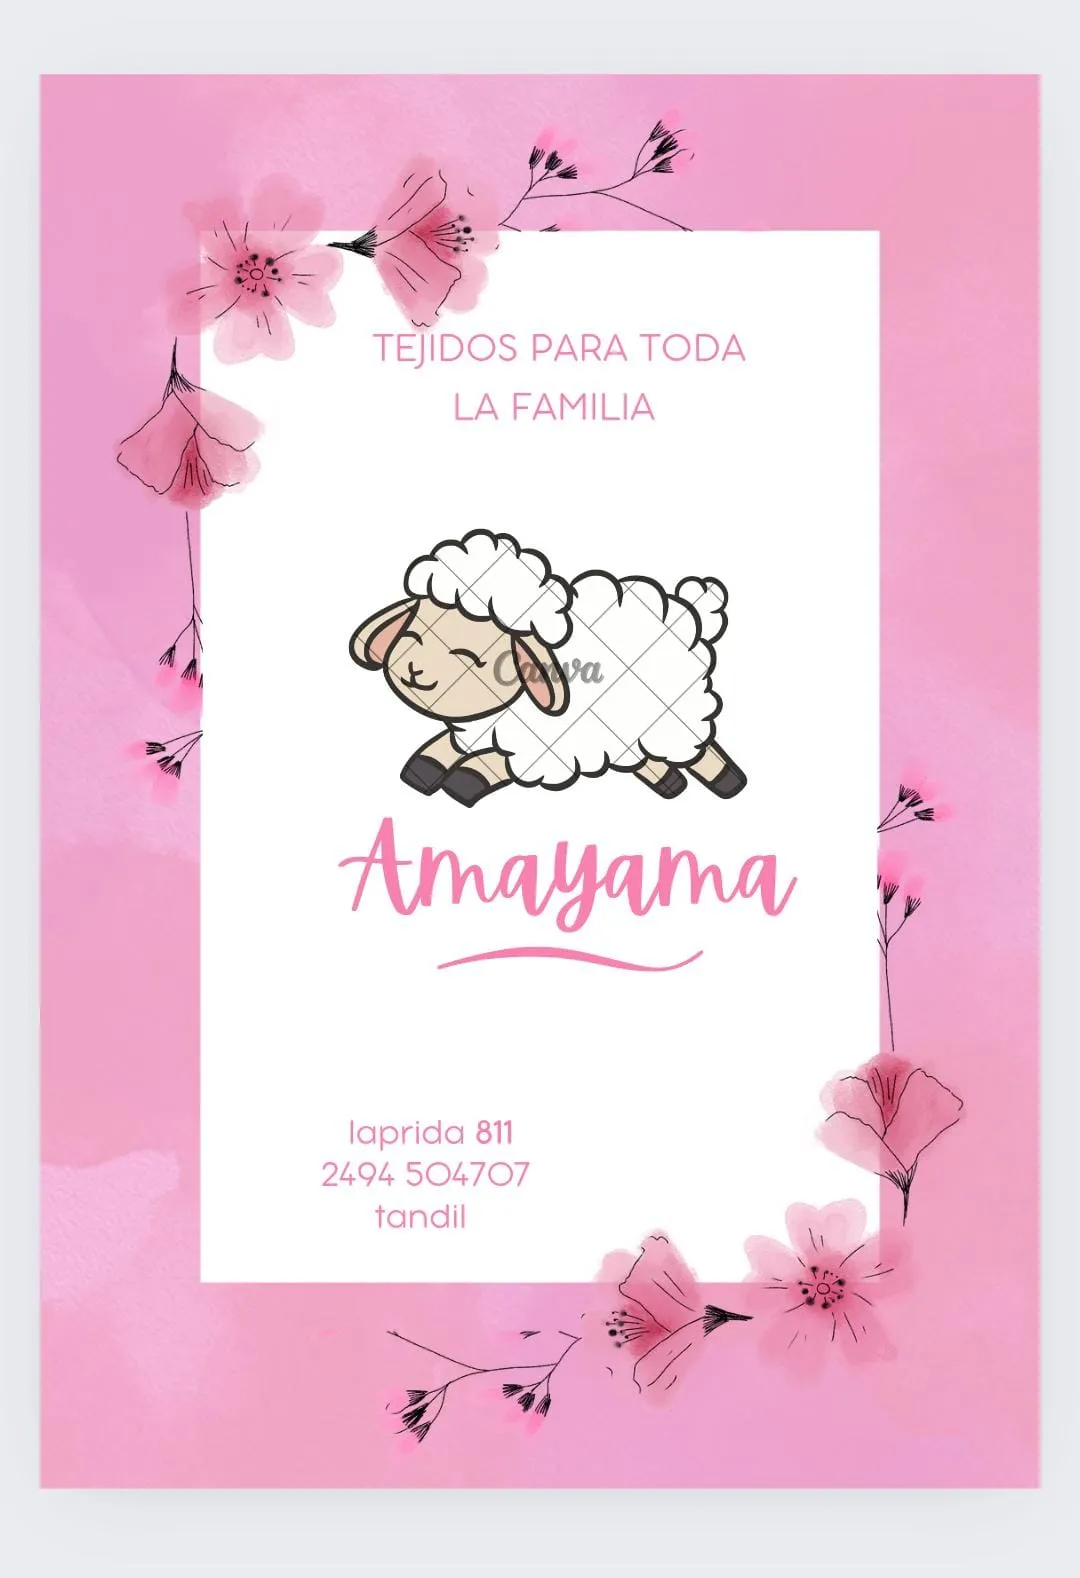 TEJIDOS PARA TODA
LA FAMILIA
Canva
Amayama
laprida 811
2494 504707
tandil